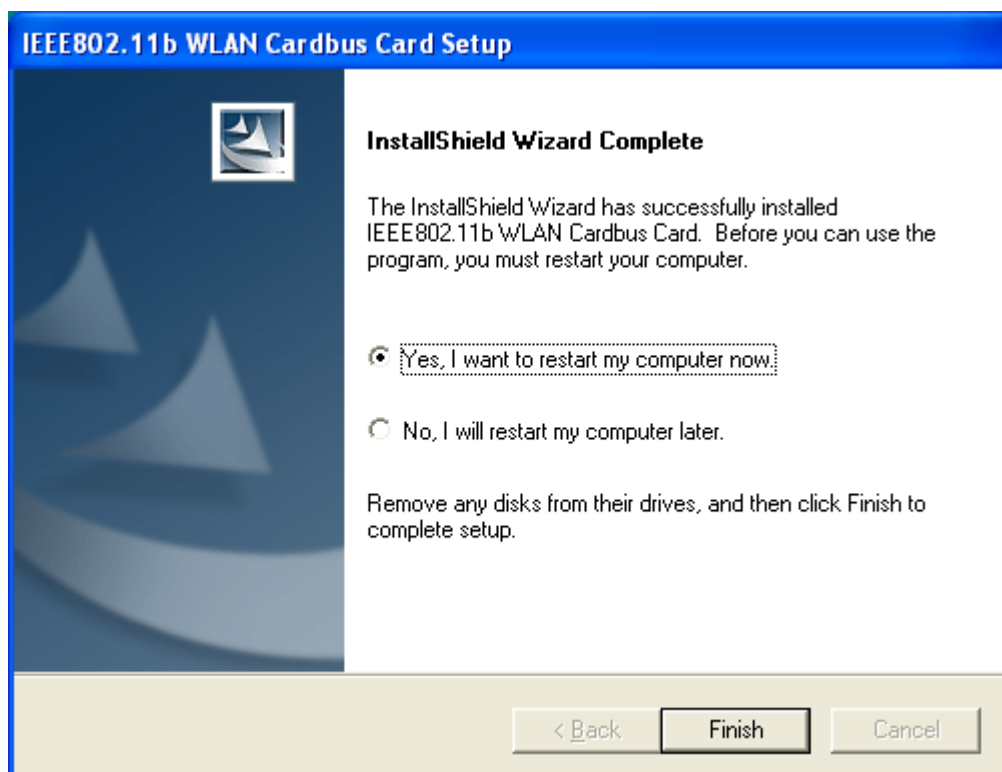 IEEE802.11b WLAN Cardbus Card Setup
InstallShield Wizard Complete
The InstallShield Wizard has successfully installed
IEEE802.11b WLAN Cardbus Card.  Before you can use the
program, you must restart your computer.
Yes, I want to restart my computer now.
No, I will restart my computer later.
Remove any disks from their drives, and then click Finish to
complete setup.
< Back
Finish
Cancel